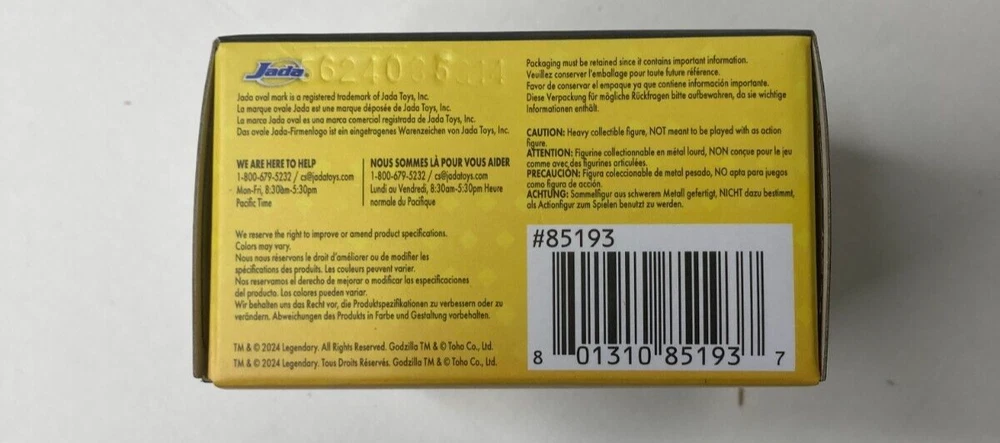 Jada
Jada oval mark is a registered trademark of Jada Toys, Inc.
La marque ovale Jada est une marque déposée de Jada Toys, Inc.
La marca Jada oval es una marca comercial registrada de Jada Toys, Inc.
Das ovale Jada-Firmenlogo ist ein eingetragenes Warenzeichen von Jada Toys, Inc.
WE ARE HERE TO HELP
1-800-679-5232 / cs@jadatoys.com
Mon-Fri, 8:30am-5:30pm
Pacific Time
NOUS SOMMES LÀ POUR VOUS AIDER
1-800-679-5232 / cs@jadatoys.com
Lundi au Vendredi, 8:30am-5:30pm Heure
normale du Pacifique
We reserve the right to improve or amend product specifications.
Colors may vary.
Nous nous réservons le droit d'améliorer ou de modifier les
spécifications des produits. Les couleurs peuvent varier.
Nos reservamos el derecho de mejorar o modificar las especificaciones
del producto. Los colores pueden variar.
Wir behalten uns das Recht vor, die Produktspezifikationen zu verbessern oder zu
verändern. Abweichungen des Produkts in Farbe und Gestaltung vorbehalten.
TM & © 2024 Legendary. All Rights Reserved. Godzilla TM & © Toho Co., Ltd.
TM & © 2024 Legendary. Tous Droits Réservés. Godzilla TM & © Toho Co., Ltd.
Packaging must be retained since it contains important information.
Veuillez conserver l'emballage pour toute future référence.
Favor de conservar el empaque ya que contiene información importante.
Diese Verpackung für mögliche Rückfragen bitte aufbewahren, da sie wichtige
Informationen enthält.
CAUTION: Heavy collectible figure, NOT meant to be played with as action
figure.
ATTENTION: Figurine collectionnable en métal lourd, NON conçue pour le jeu
comme avec des figurines articulées.
PRECAUCIÓN: Figura coleccionable de metal pesado, NO apta para juegos
como figura de acción.
ACHTUNG: Sammelfigur aus schwerem Metall gefertigt, NICHT dazu bestimmt,
als Actionfigur zum Spielen benutzt zu werden.
#85193
8 01310 85193 7